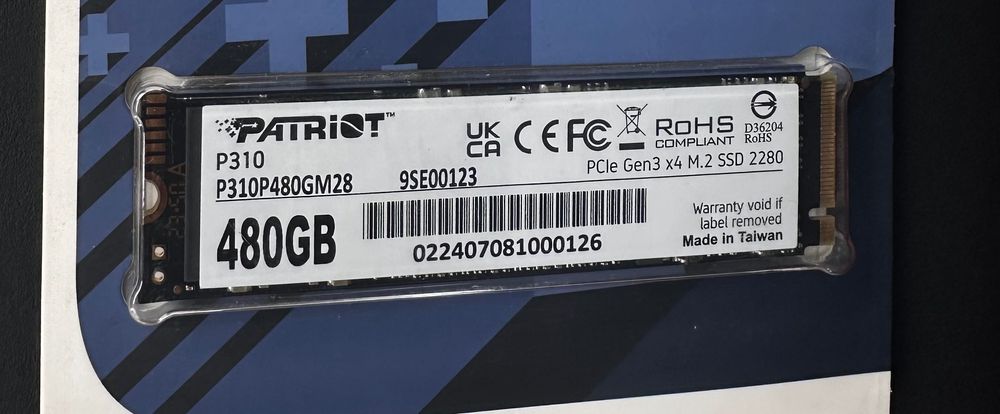 PATRIOT™
P310
P310P480GM28 9SE00123
480GB
022407081000126
UK
CA
CE FC
RoHS
COMPLIANT
D36204
RoHS
PCIe Gen3 x4 M.2 SSD 2280
Warranty void if
label removed
Made in Taiwan